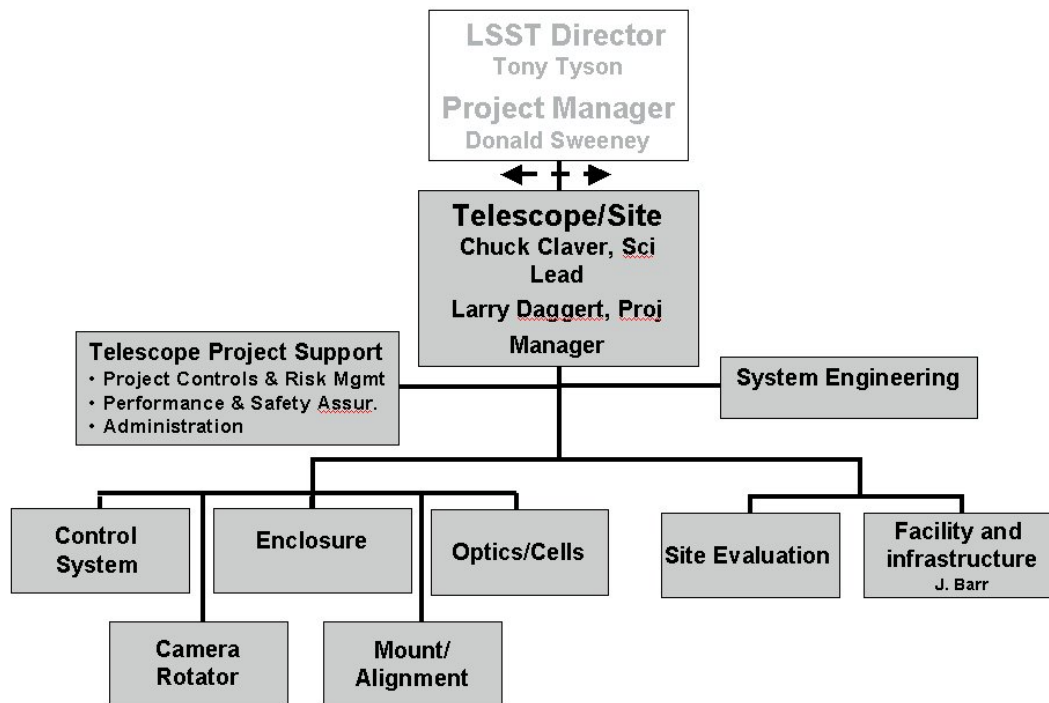 LSST Director
Tony Tyson
Project Manager
Donald Sweeney
Telescope/Site
Chuck Claver, Sci
Lead
Larry Daggert, Proj
Manager
Telescope Project Support
• Project Controls & Risk Mgmt
• Performance & Safety Assur.
• Administration
System Engineering
Control
System
Enclosure
Optics/Cells
Site Evaluation
Facility and
infrastructure
J. Barr
Camera
Rotator
Mount/
Alignment